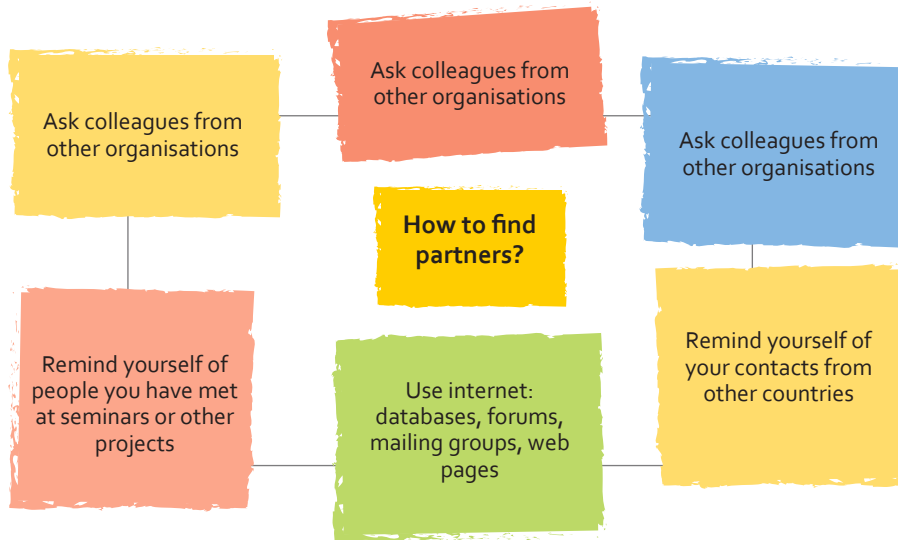 Ask colleagues from
other organisations
Ask colleagues from
other organisations
Ask colleagues from
other organisations
How to find
partners?
Remind yourself of
people you have met
at seminars or other
projects
Use internet:
databases, forums,
mailing groups, web
pages
Remind yourself of
your contacts from
other countries